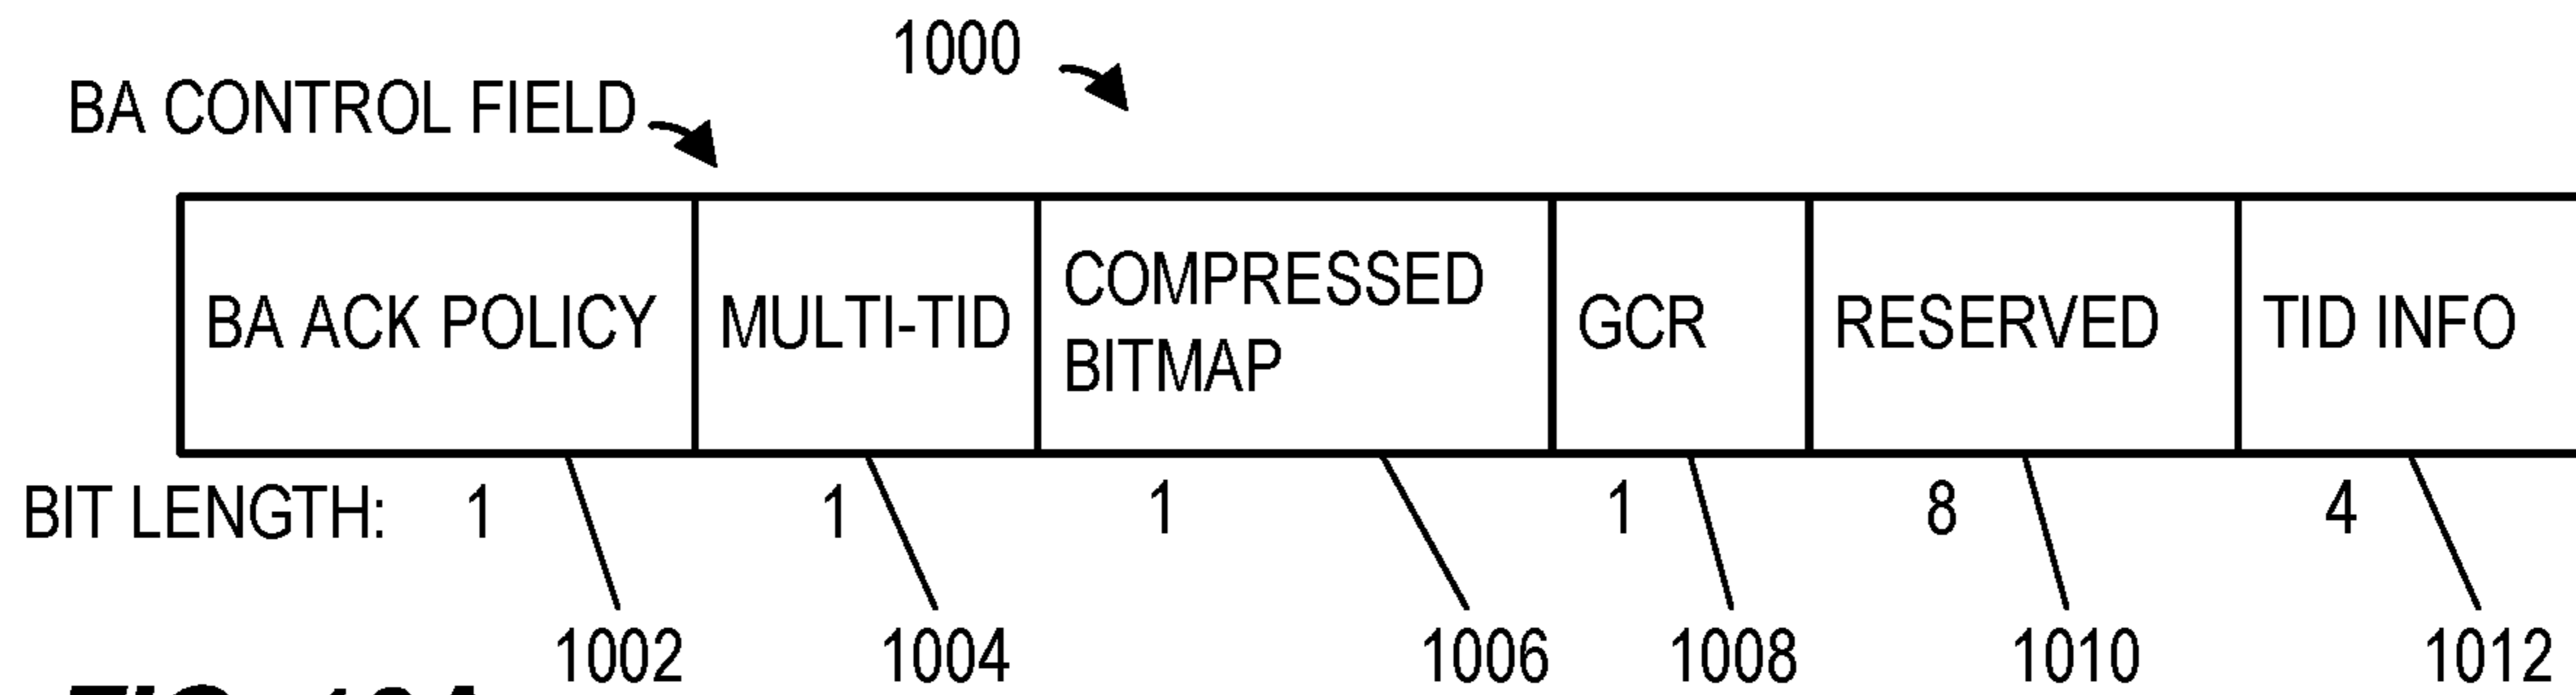 1000
BA CONTROL FIELD
BA ACK POLICY MULTI-TID COMPRESSED BITMAP GCR RESERVED TID INFO
BIT LENGTH: 1 1 1 1 8 4
1002 1004 1006 1008 1010 1012